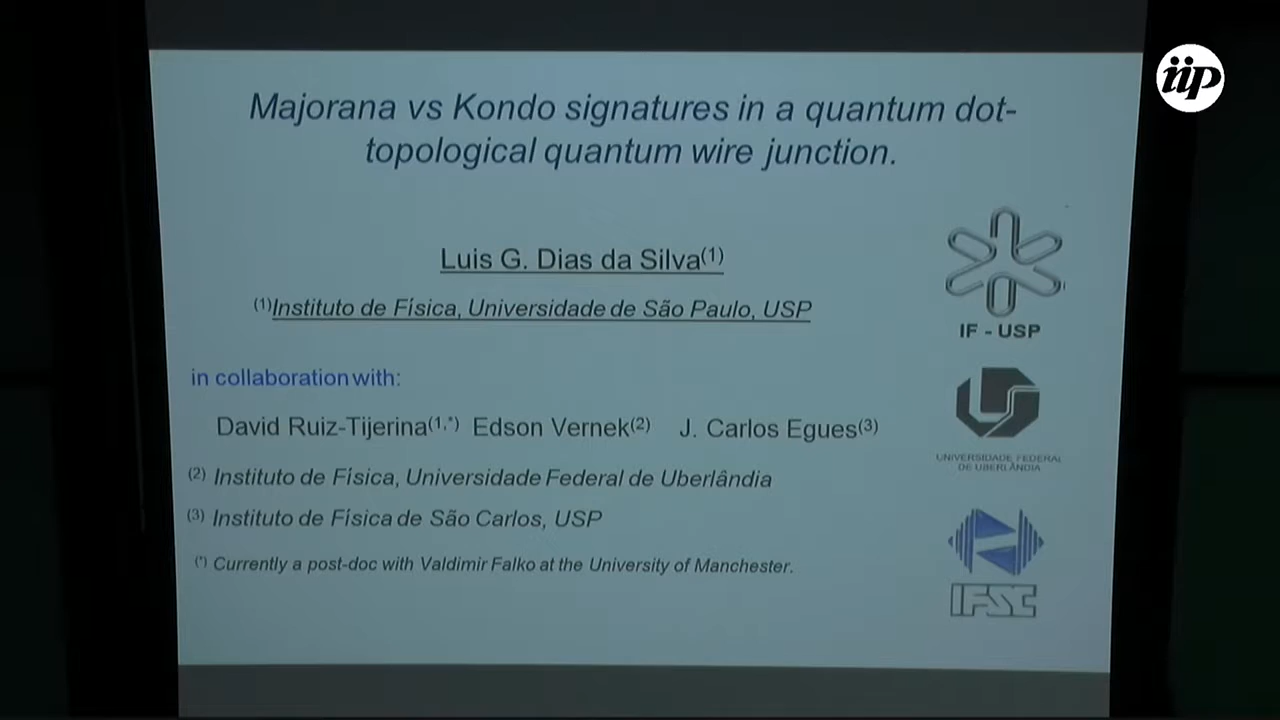 iip
Majorana vs Kondo signatures in a quantum dot-
topological quantum wire junction.
Luis G. Dias da Silva(1)
(1)Instituto de Física, Universidade de São Paulo, USP
IF - USP
in collaboration with:
David Ruiz-Tijerina(1,*) Edson Vernek(2) J. Carlos Egues(3)
UNIVERSIDADE FEDERAL
DE UBERLÂNDIA
(2) Instituto de Física, Universidade Federal de Uberlândia
(3) Instituto de Física de São Carlos, USP
(*) Currently a post-doc with Valdimir Falko at the University of Manchester.
IFSC